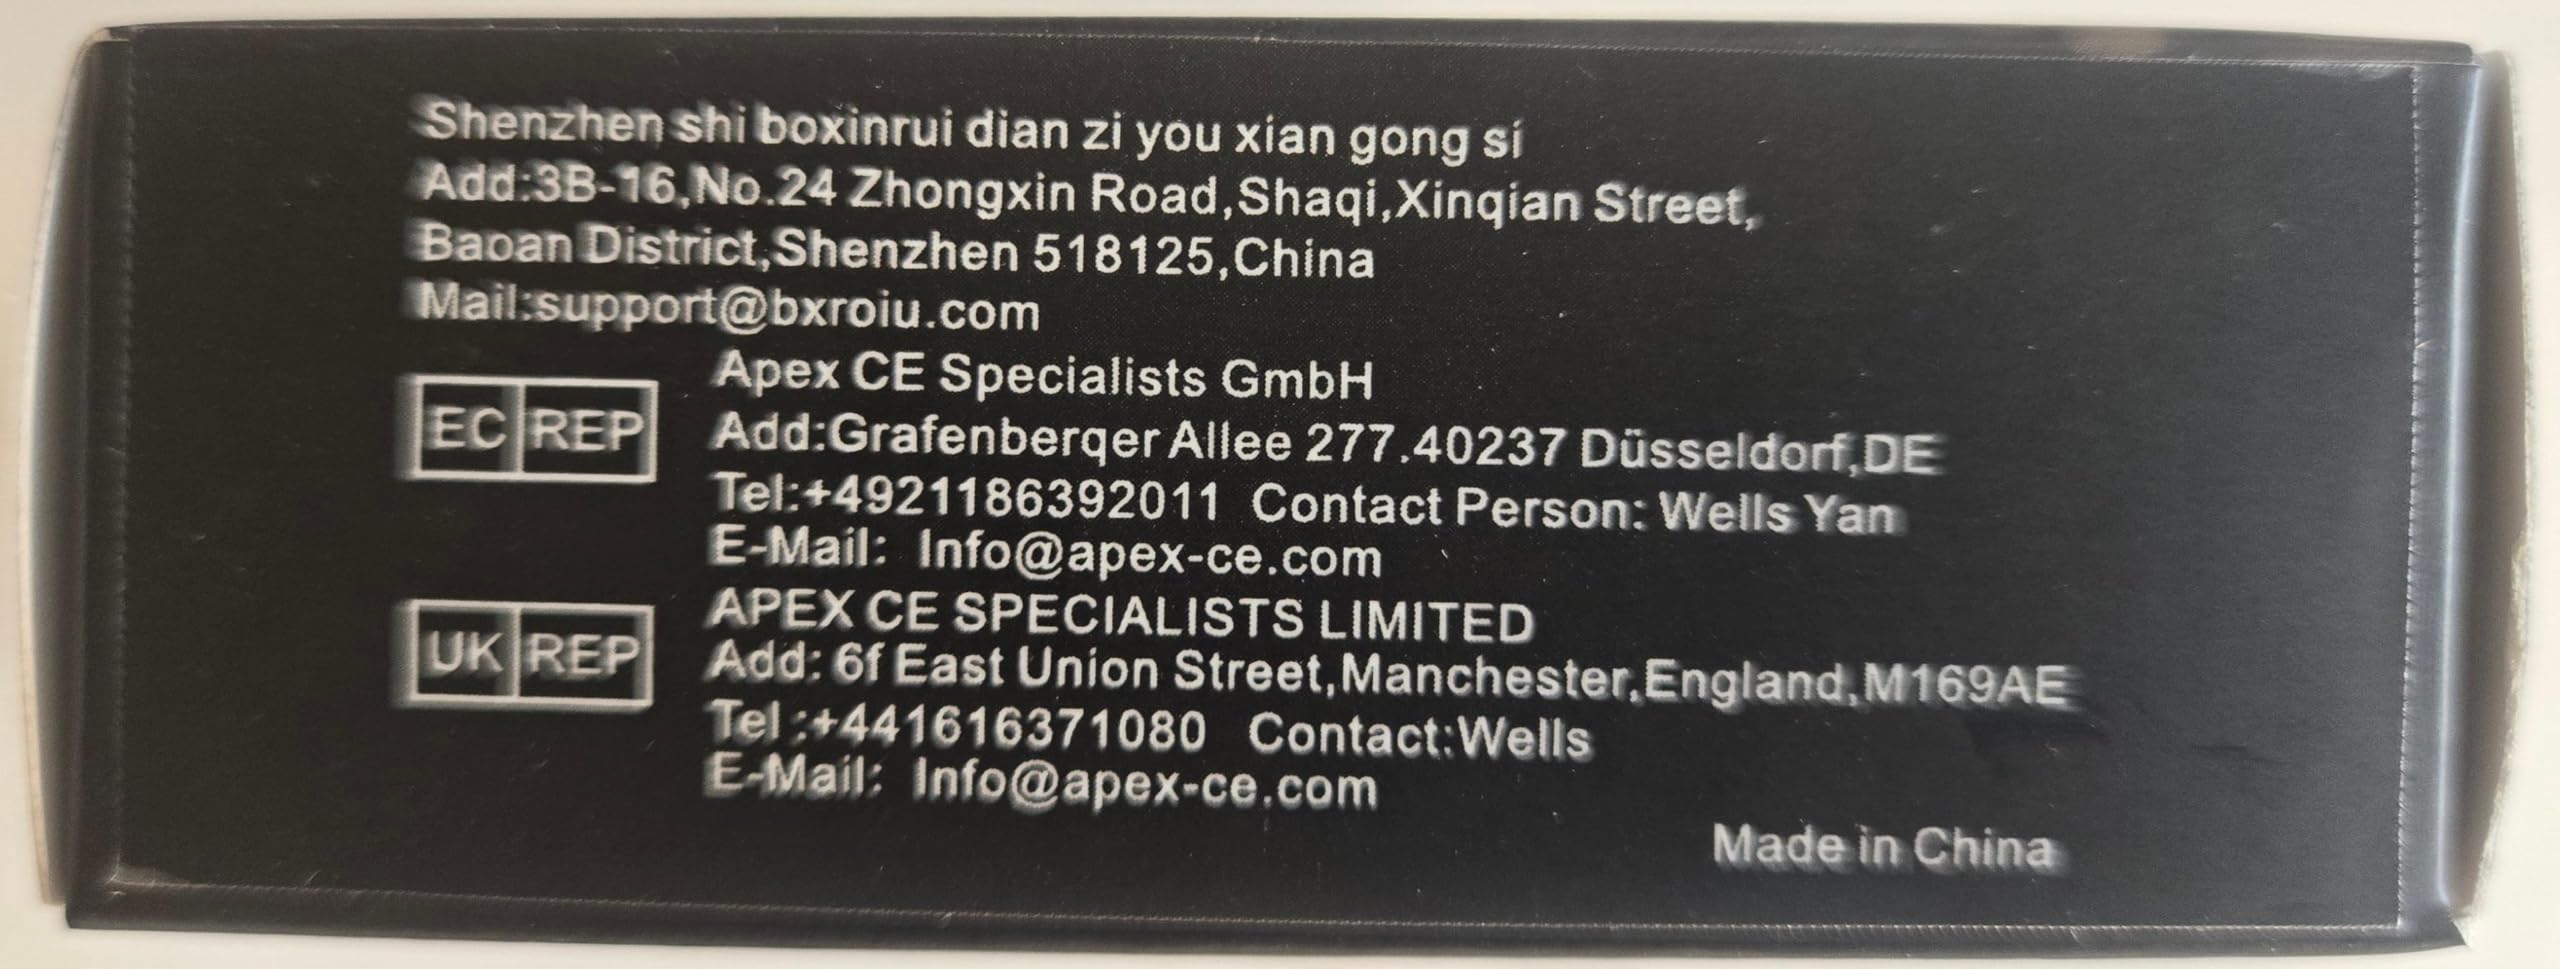 Shenzhen shi boxinrui dian zi you xian gong si
Add:3B-16,No.24 Zhongxin Road,Shaqi,Xinqian Street,
Baoan District,Shenzhen 518125,China
Mail:support@bxroiu.com
EC REP
Apex CE Specialists GmbH
Add:Grafenberqer Allee 277.40237 Düsseldorf,DE
Tel:+4921186392011 Contact Person: Wells Yan
E-Mail: Info@apex-ce.com
UK REP
APEX CE SPECIALISTS LIMITED
Add: 6f East Union Street,Manchester,England,M169AE
Tel :+441616371080 Contact:Wells
E-Mail: Info@apex-ce.com
Made in China